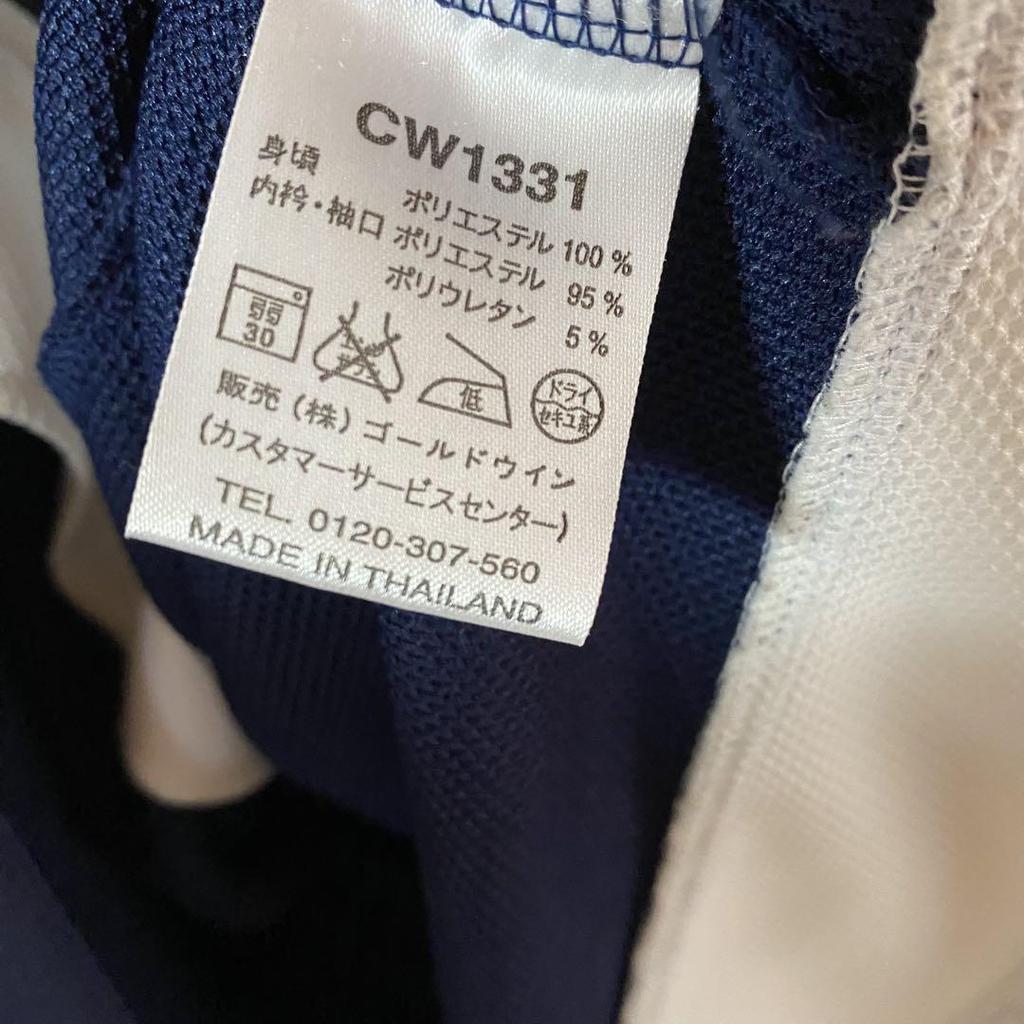 CW1331
身頃 ポリエステル 100 %
内衿・袖口 ポリエステル 95 %
ポリウレタン 5 %
弱
30
低
ドライ
セキユ系
販売 (株) ゴールドウイン
(カスタマーサービスセンター)
TEL. 0120-307-560
MADE IN THAILAND